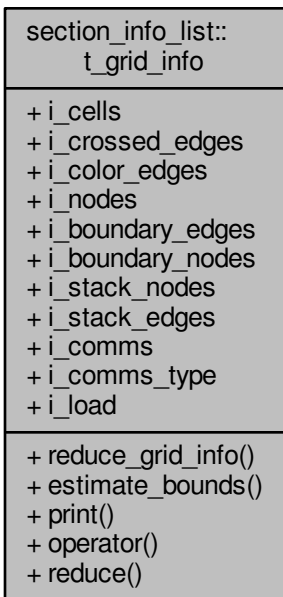 section_info_list::
t_grid_info
+ i_cells
+ i_crossed_edges
+ i_color_edges
+ i_nodes
+ i_boundary_edges
+ i_boundary_nodes
+ i_stack_nodes
+ i_stack_edges
+ i_comms
+ i_comms_type
+ i_load
+ reduce_grid_info()
+ estimate_bounds()
+ print()
+ operator()
+ reduce()